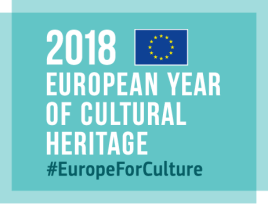 2018
EUROPEAN YEAR
OF CULTURAL
HERITAGE
#EuropeForCulture